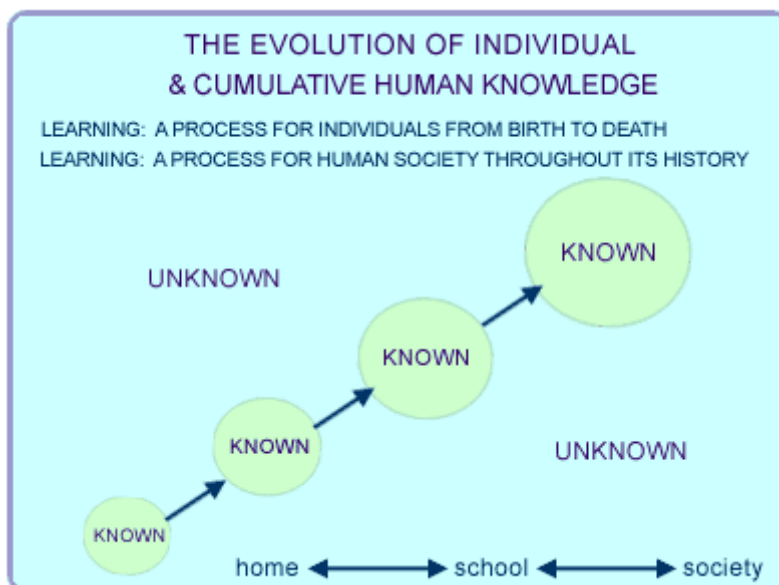 THE EVOLUTION OF INDIVIDUAL
& CUMULATIVE HUMAN KNOWLEDGE
LEARNING: A PROCESS FOR INDIVIDUALS FROM BIRTH TO DEATH
LEARNING: A PROCESS FOR HUMAN SOCIETY THROUGHOUT ITS HISTORY
KNOWN
UNKNOWN
KNOWN
KNOWN
UNKNOWN
KNOWN
home school society